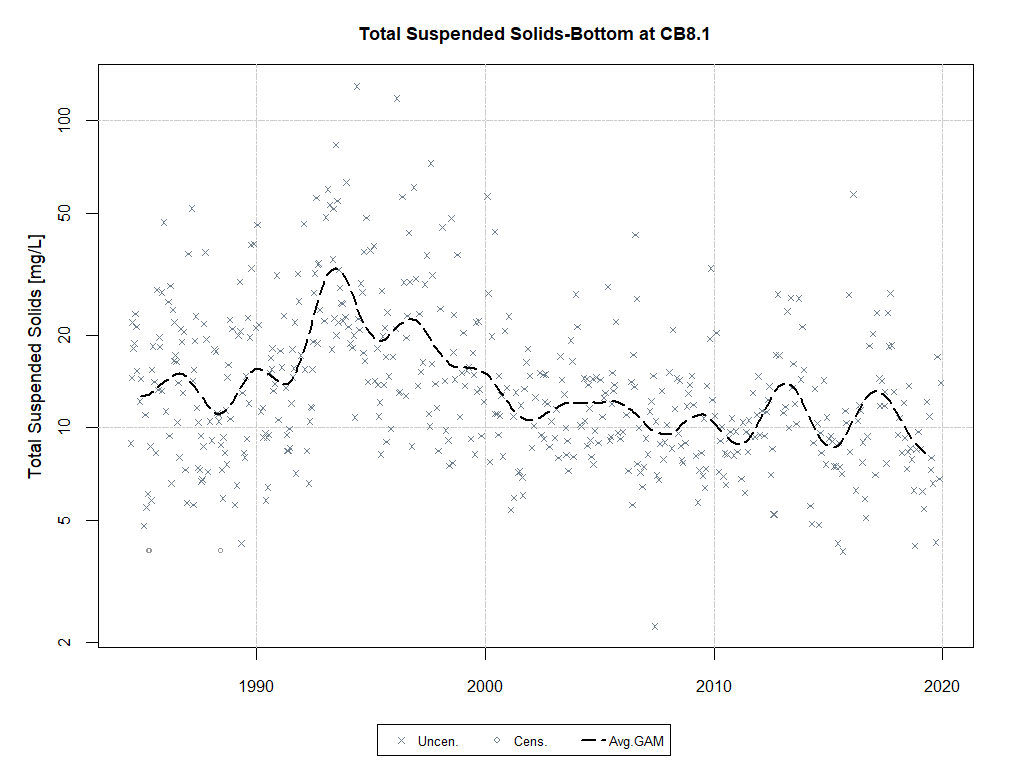 Total Suspended Solids-Bottom at CB8.1
Total Suspended Solids [mg/L]
100
50
20
10
5
2
1990
2000
2010
2020
Uncen.
Cens.
Avg.GAM